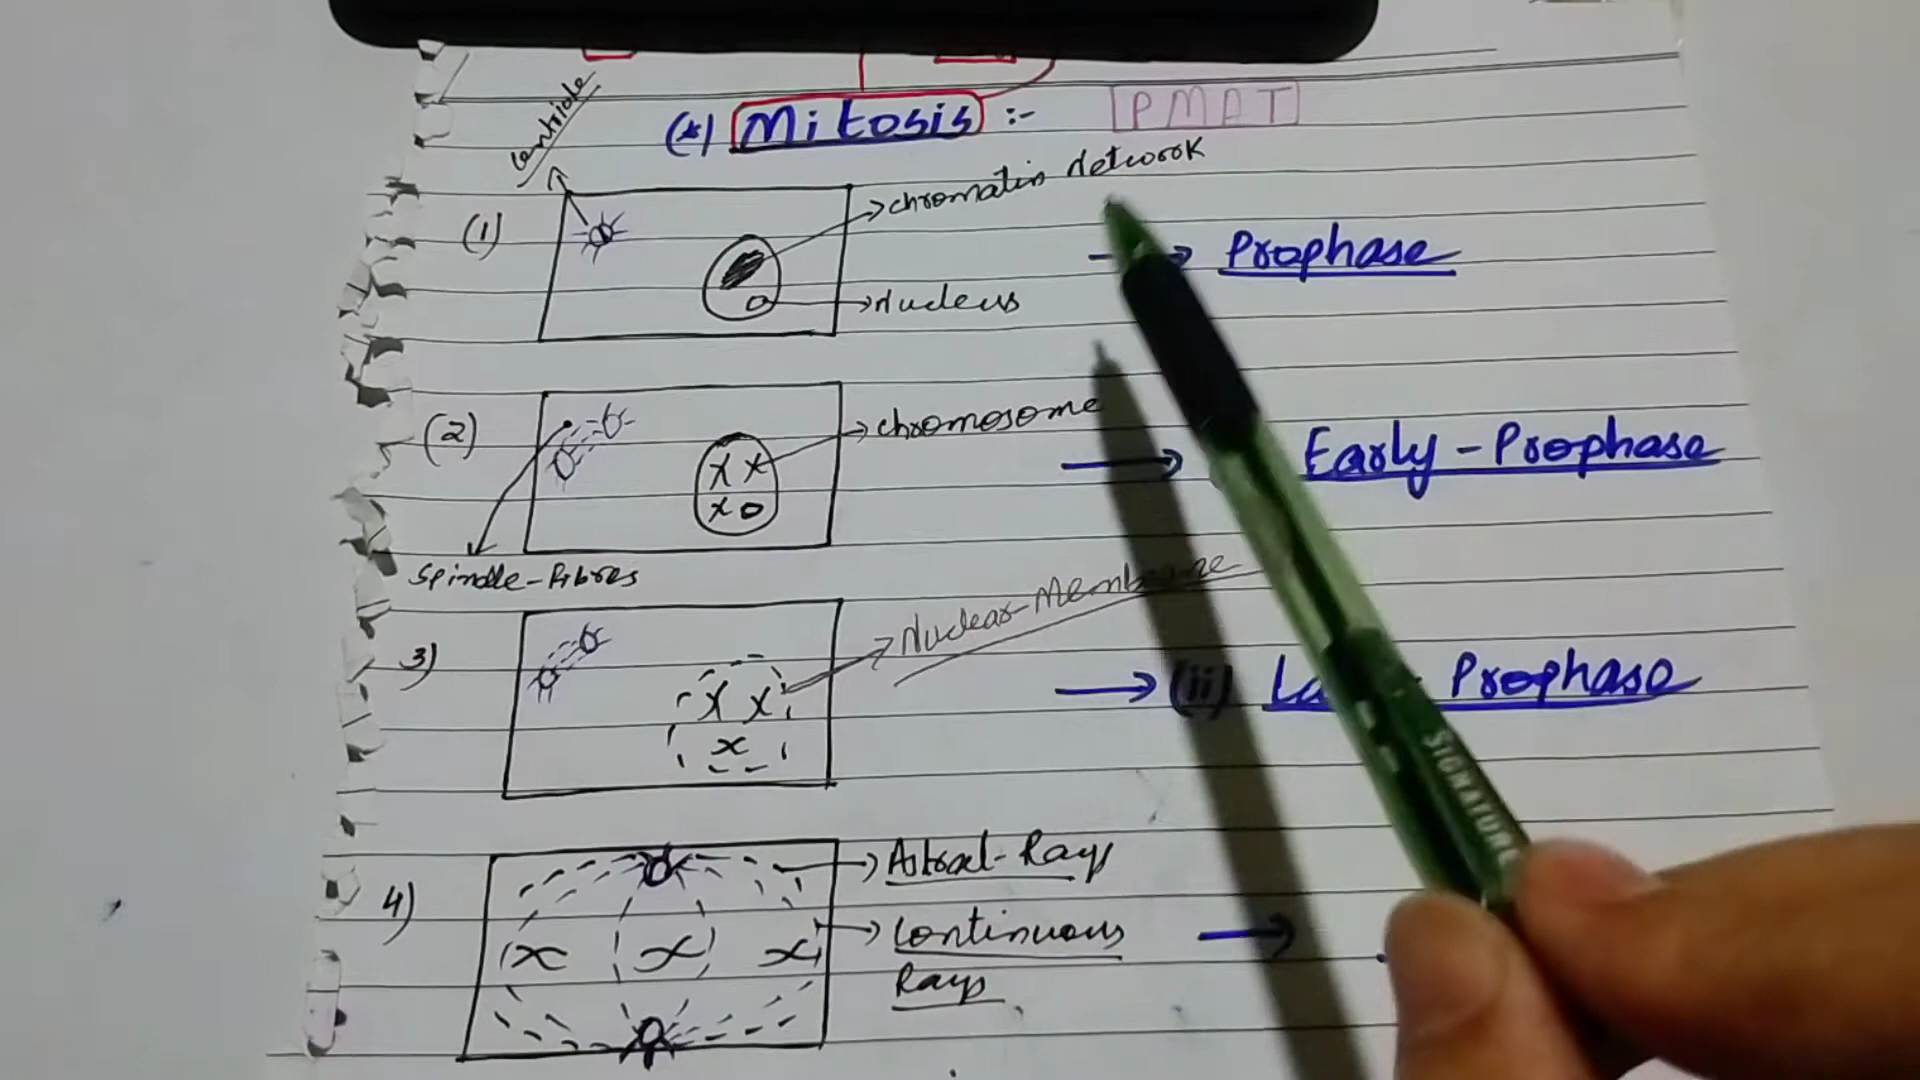 (*) Mitosis :- PMAT
Centriole
(1)
chromatin network
Nucleus
Prophase
(2)
chromosome
Early-Prophase
Spindle-Fibres
3)
Nuclear-Membrane
(ii) Prophase
4)
Astral-Rays
Continuous
Rays
SIGNATURE